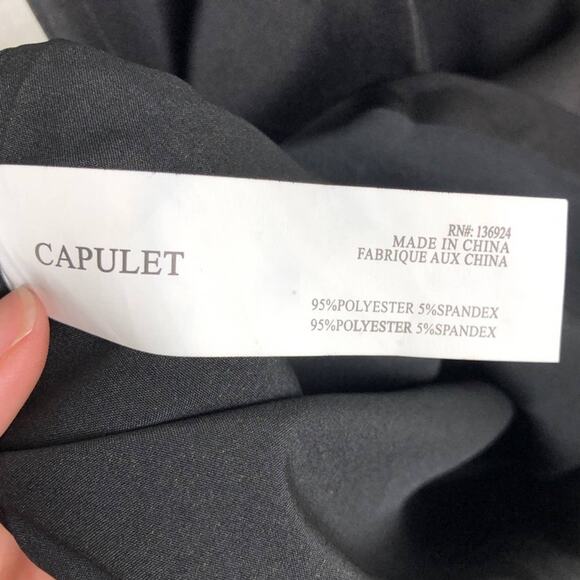 CAPULET
RN#: 136924
MADE IN CHINA
FABRIQUE AUX CHINA
95%POLYESTER 5%SPANDEX
95%POLYESTER 5%SPANDEX